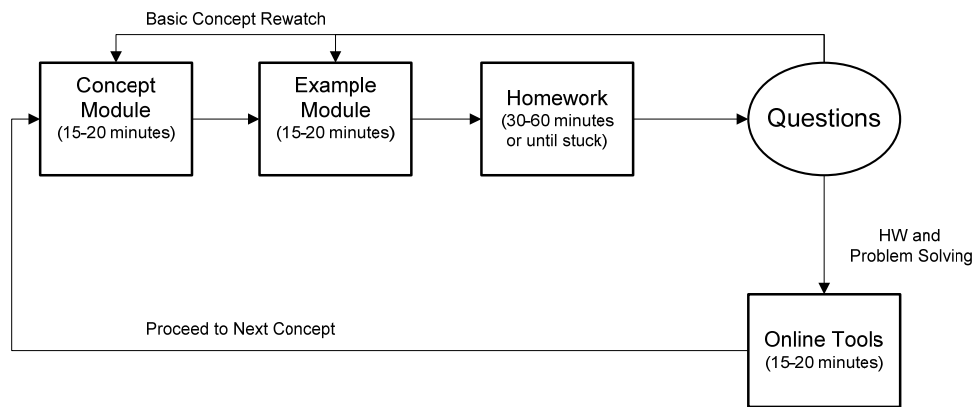 Basic Concept Rewatch
Concept
Module
(15-20 minutes)
Example
Module
(15-20 minutes)
Homework
(30-60 minutes
or until stuck)
Questions
HW and
Problem Solving
Proceed to Next Concept
Online Tools
(15-20 minutes)